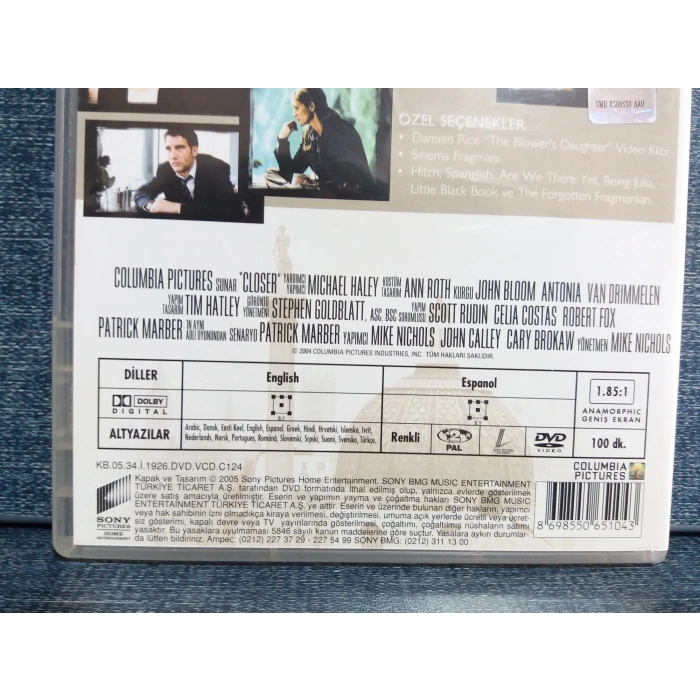 SWB 0300550 AAV
ÖZEL SEÇENEKLER
• Damien Rice "The Blower's Daughter" Video Klibi
• Sinema Fragmanı
• Hitch, Spanglish, Are We There Yet, Being Julia,
Little Black Book ve The Forgotten Fragmanları.
COLUMBIA PICTURES SUNAR "CLOSER" YARDIMCI YAPIMCI MICHAEL HALEY KOSTÜM TASARIM ANN ROTH KURGU JOHN BLOOM ANTONIA VAN DRIMMELEN
YAPIM TASARIM TIM HATLEY GÖRÜNTÜ YÖNETMENİ STEPHEN GOLDBLATT, ASC, BSC YAPIM SORUMLUSU SCOTT RUDIN CELIA COSTAS ROBERT FOX
PATRICK MARBER 'IN AYNI ADLI OYUNUNDAN SENARYO PATRICK MARBER YAPIMCI MIKE NICHOLS JOHN CALLEY CARY BROKAW YÖNETMEN MIKE NICHOLS
© 2004 COLUMBIA PICTURES INDUSTRIES, INC. TÜM HAKLARI SAKLIDIR.
DİLLER English Espanol 1.85:1
DOLBY DIGITAL 5.1 5.1 ANAMORPHIC GENİŞ EKRAN
ALTYAZILAR Arabic, Dansk, Eesti Keel, English, Espanol, Greek, Hindi, Hrvatski, Islenska, Ivrit,
Nederlands, Norsk, Portugues, Română, Slovenski, Srpski, Suomi, Svenska, Türkçe.
Renkli 2 PAL DVD VIDEO 100 dk.
KB.05.34.İ.1926.DVD.VCD.C124
COLUMBIA PICTURES
SONY PICTURES HOME ENTERTAINMENT
Kapak ve Tasarım © 2005 Sony Pictures Home Entertainment. SONY BMG MUSIC ENTERTAINMENT
TÜRKİYE TİCARET A.Ş. tarafından DVD formatında İthal edilmiş olup, yalnızca evlerde gösterilmek
üzere satış amacıyla üretilmiştir. Eserin ve yapımın yayma ve çoğaltma izni SONY BMG MUSIC
ENTERTAINMENT TÜRKİYE TİCARET A.Ş.'ye aittir. Eserin ve üzerinde bulunan diğer hakların, yapımcı
veya hak sahibinin izni olmadıkça kiraya verilmesi, değiştirilmesi, umuma açık yerlerde ücretli veya ücret-
siz gösterimi, kapalı devre veya TV yayınlarında gösterilmesi, çoğaltımı, çoğaltılmış nüshaların satımı
yasaktır. Bu yasaklara uyulmaması 5846 sayılı kanun maddelerine göre suçtur. Yasalara aykırı durumlar-
da lütfen bildiriniz. Ampec: (0212) 227 37 29 - 227 54 99 SONY BMG: (0212) 311 13 00
8 698550 651043